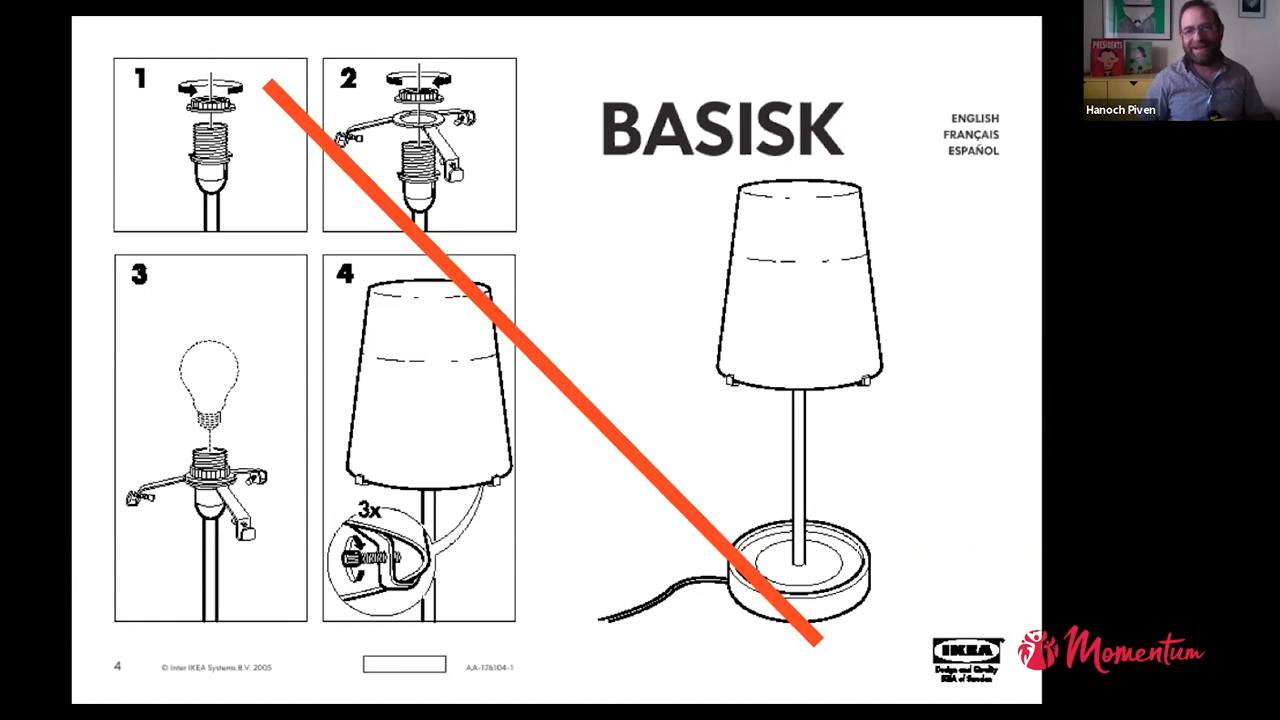 1
2
3
4
3x
4
© Inter IKEA Systems B.V. 2005
AA-176104-1
BASISK
ENGLISH
FRANÇAIS
ESPAÑOL
IKEA
Design and Quality
IKEA of Sweden
Momentum
PRESIDENTS
Hanoch Piven